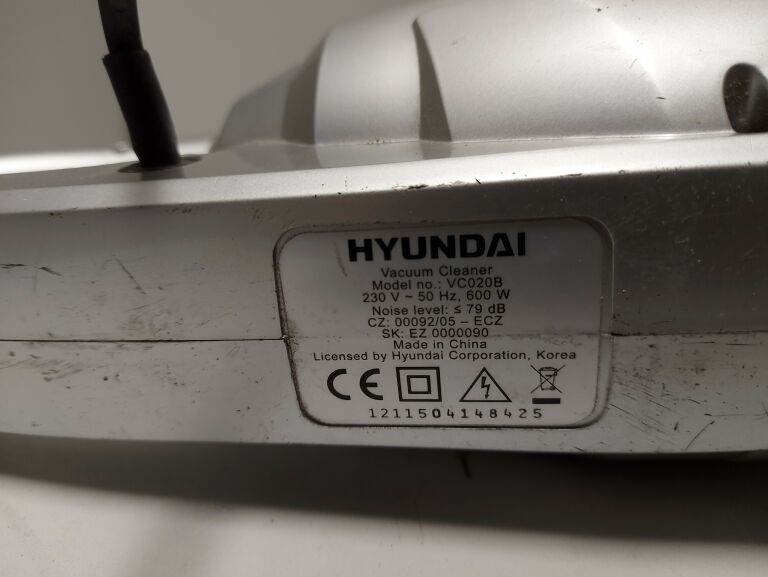 HYUNDAI
Vacuum Cleaner
Model no.: VC020B
230 V ~ 50 Hz, 600 W
Noise level: ≤ 79 dB
CZ: 00092/05 – ECZ
SK: EZ 0000090
Made in China
Licensed by Hyundai Corporation, Korea
CE
1211504148425